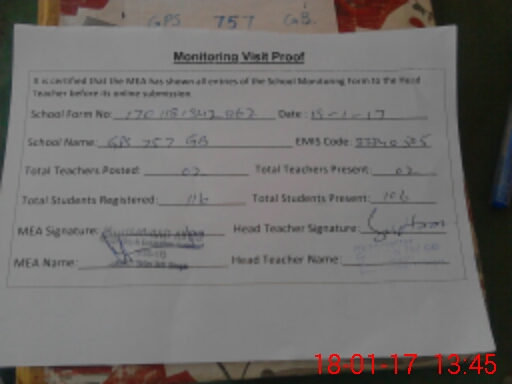 GPS 757 GB.
Monitoring Visit Proof
It is certified that the MEA has shown all entries of the School Monitoring Form to the Head
Teacher before its online submission.
School Form No: Date: 18-1-17
School Name: GPS 757 GB EMIS Code:
Total Teachers Posted: 02 Total Teachers Present: 02
Total Students Registered: 116 Total Students Present: 106
MEA Signature: Head Teacher Signature:
MEA Name: Head Teacher Name:
18-01-17 13:45